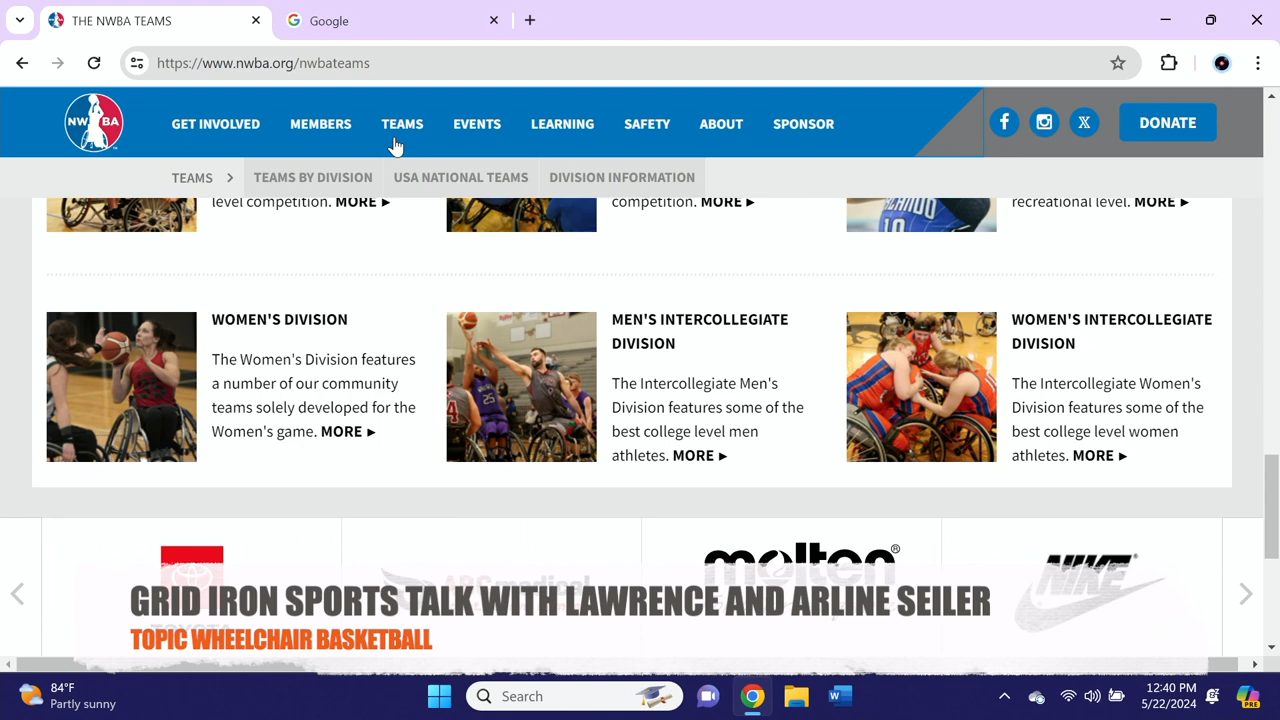 THE NWBA TEAMS
Google
https://www.nwba.org/nwbateams
NWBA
GET INVOLVED MEMBERS TEAMS EVENTS LEARNING SAFETY ABOUT SPONSOR
f X DONATE
TEAMS > TEAMS BY DIVISION USA NATIONAL TEAMS DIVISION INFORMATION
level competition. MORE ▸
competition. MORE ▸
recreational level. MORE ▸
WOMEN'S DIVISION
The Women's Division features
a number of our community
teams solely developed for the
Women's game. MORE ▸
MEN'S INTERCOLLEGIATE
DIVISION
The Intercollegiate Men's
Division features some of the
best college level men
athletes. MORE ▸
WOMEN'S INTERCOLLEGIATE
DIVISION
The Intercollegiate Women's
Division features some of the
best college level women
athletes. MORE ▸
molten®
NIKE
GRID IRON SPORTS TALK WITH LAWRENCE AND ARLINE SEILER
TOPIC WHEELCHAIR BASKETBALL
84°F
Partly sunny
Search
12:40 PM
5/22/2024